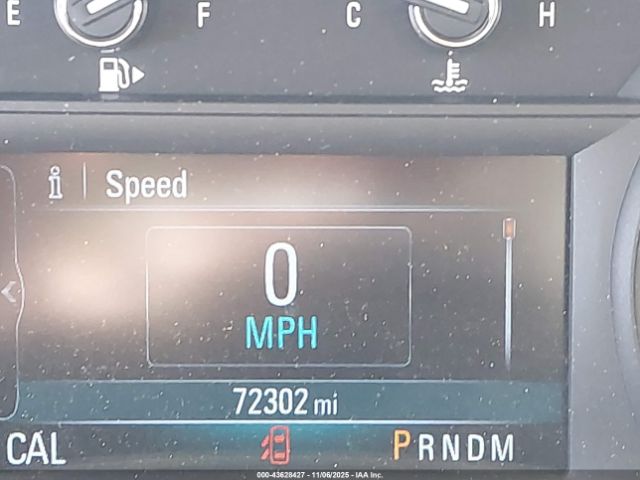 E F C H
i Speed
0
MPH
72302 mi
CAL PRNDM
000-43628427 - 11/06/2025 - IAA Inc.